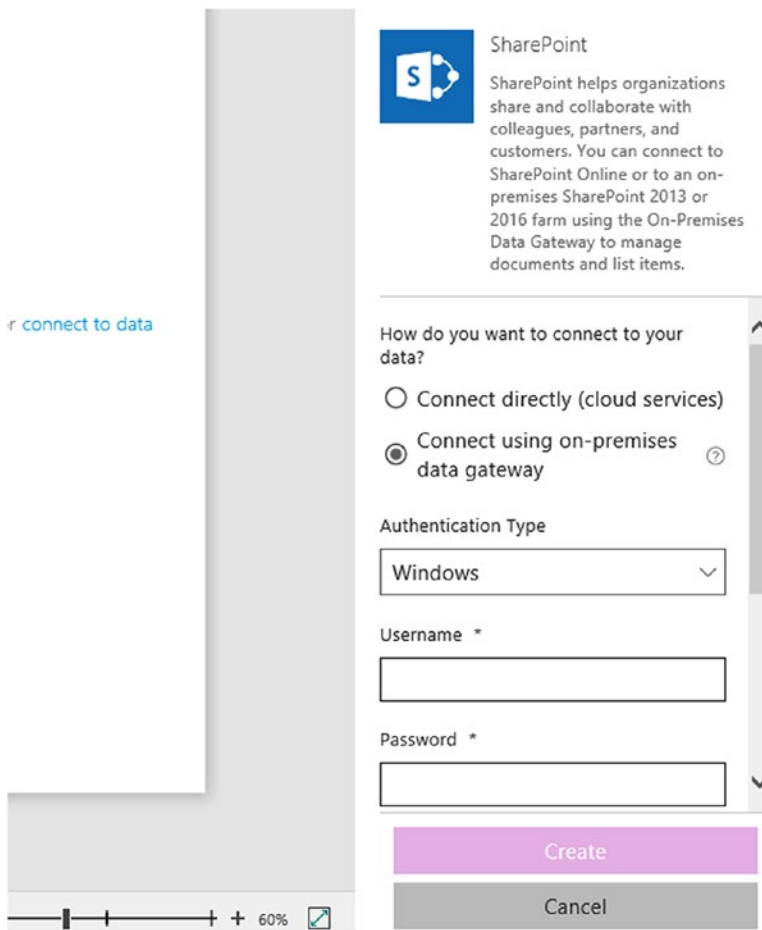 SharePoint
SharePoint helps organizations
share and collaborate with
colleagues, partners, and
customers. You can connect to
SharePoint Online or to an on-
premises SharePoint 2013 or
2016 farm using the On-Premises
Data Gateway to manage
documents and list items.
r connect to data
How do you want to connect to your
data?
Connect directly (cloud services)
Connect using on-premises
data gateway
Authentication Type
Windows
Username *
Password *
Create
Cancel
60%